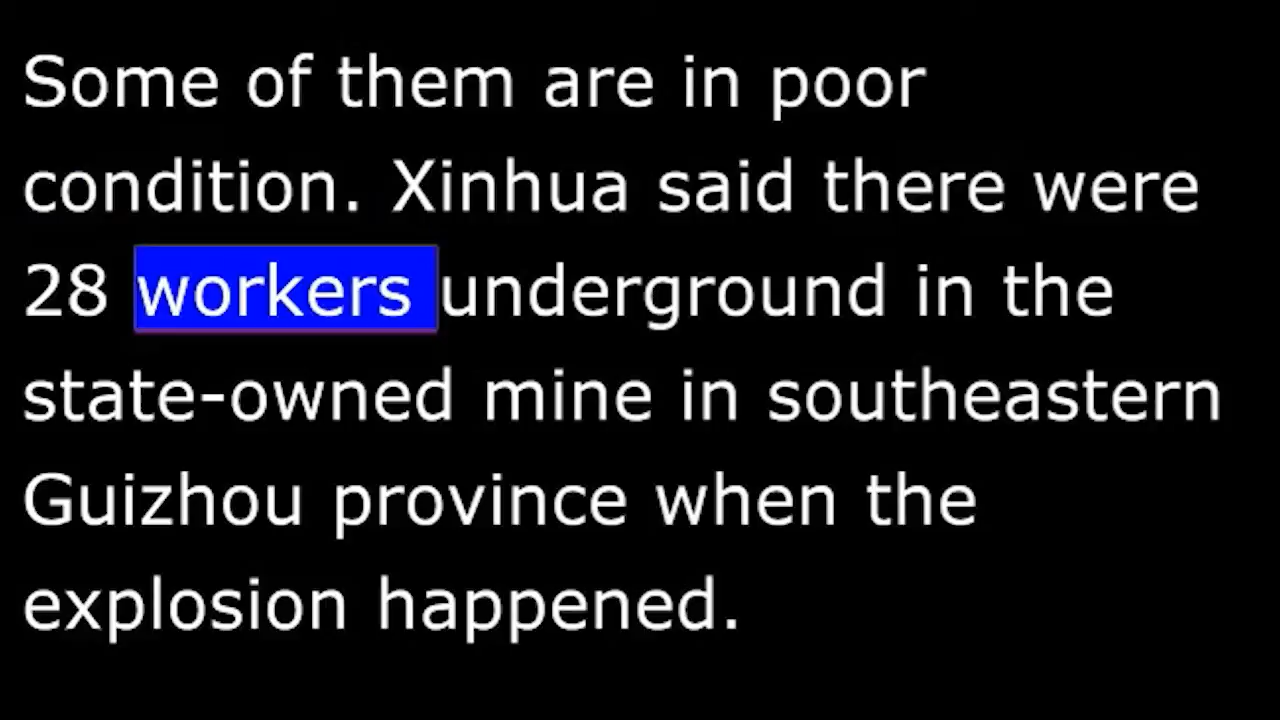 Some of them are in poor
condition. Xinhua said there were
28 workers underground in the
state-owned mine in southeastern
Guizhou province when the
explosion happened.